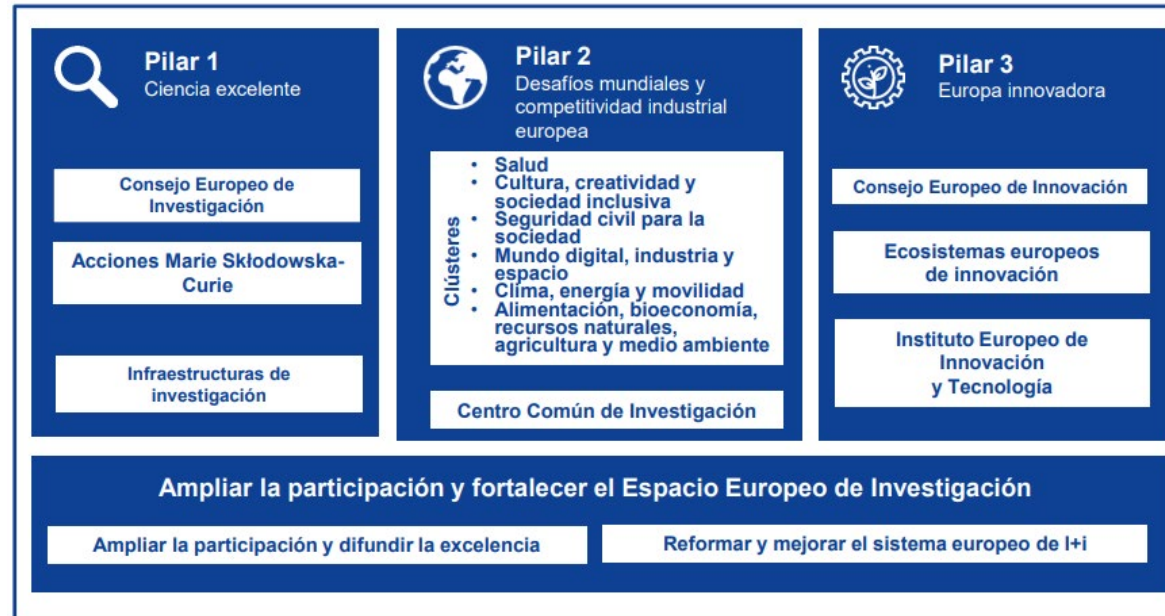 Pilar 1
Ciencia excelente
Consejo Europeo de
Investigación
Acciones Marie Skłodowska-
Curie
Infraestructuras de
investigación
Pilar 2
Desafíos mundiales y
competitividad industrial
europea
Clústeres
• Salud
• Cultura, creatividad y
sociedad inclusiva
• Seguridad civil para la
sociedad
• Mundo digital, industria y
espacio
• Clima, energía y movilidad
• Alimentación, bioeconomía,
recursos naturales,
agricultura y medio ambiente
Centro Común de Investigación
Pilar 3
Europa innovadora
Consejo Europeo de Innovación
Ecosistemas europeos
de innovación
Instituto Europeo de
Innovación
y Tecnología
Ampliar la participación y fortalecer el Espacio Europeo de Investigación
Ampliar la participación y difundir la excelencia
Reformar y mejorar el sistema europeo de I+i